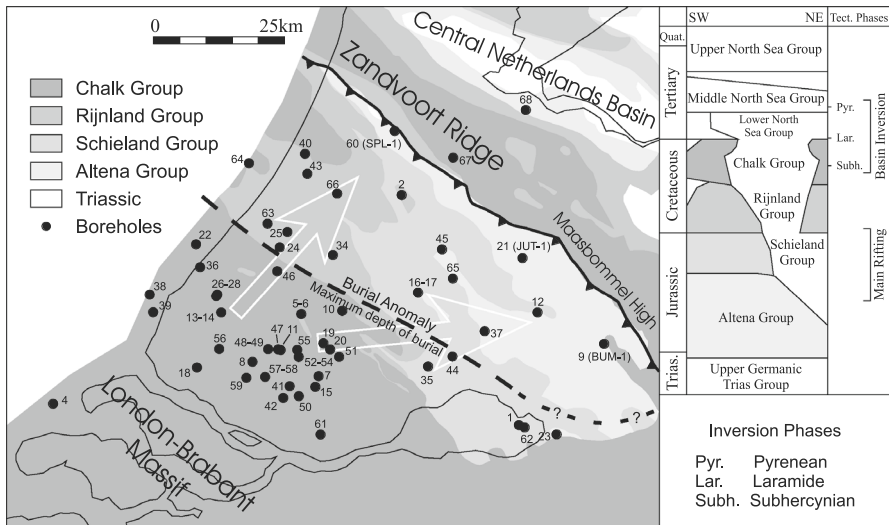 0 25km
Chalk Group
Rijnland Group
Schieland Group
Altena Group
Triassic
Boreholes
Central Netherlands Basin
Zandvoort Ridge
Maasbommel High
London-Brabant
Massif
Burial Anomaly
Maximum depth of burial
68
60 (SPL-1)
67
40
43
64
66
2
63
25
24
22
34
45
21 (JUT-1)
36
46
65
38
26-28
16-17
39
13-14
5-6
10
12
37
9 (BUM-1)
56
48-49
47
11
55
19
20
51
44
8
52-54
18
57-58
7
35
59
41
15
42
50
4
61
1
62
23
?
?
SW NE Tect. Phases
Quat.
Tertiary
Cretaceous
Jurassic
Trias.
Upper North Sea Group
Middle North Sea Group
Lower North
Sea Group
Chalk Group
Rijnland
Group
Schieland
Group
Altena Group
Upper Germanic
Trias Group
Pyr.
Lar.
Subh.
Basin Inversion
Main Rifting
Inversion Phases
Pyr. Pyrenean
Lar. Laramide
Subh. Subhercynian